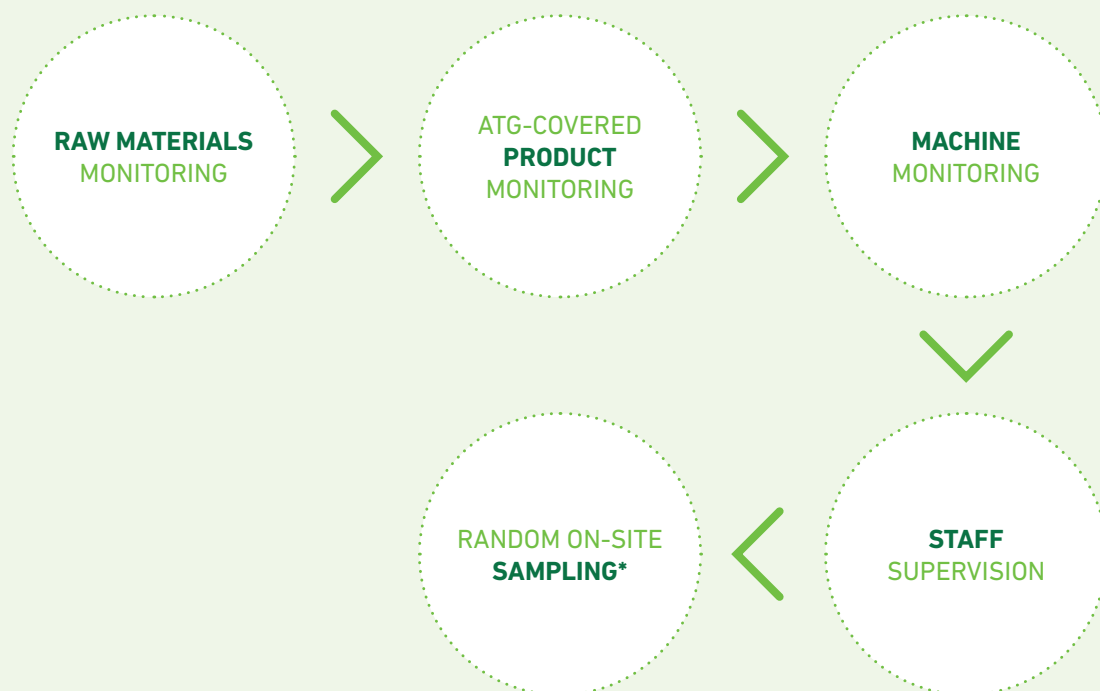 RAW MATERIALS
MONITORING
ATG-COVERED
PRODUCT
MONITORING
MACHINE
MONITORING
STAFF
SUPERVISION
RANDOM ON-SITE
SAMPLING*